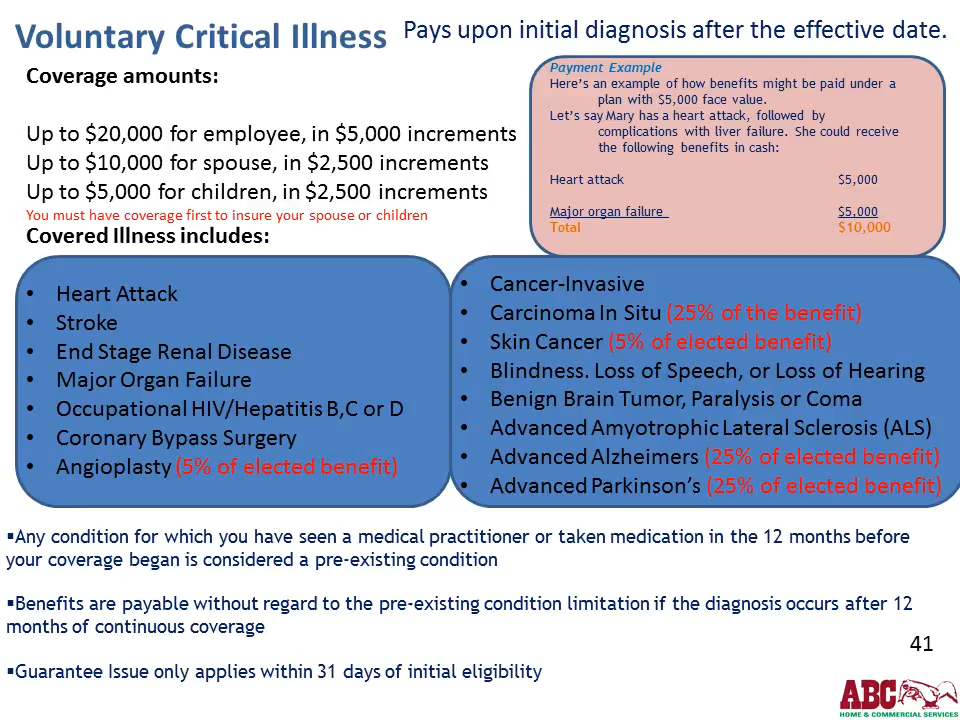 Voluntary Critical Illness
Pays upon initial diagnosis after the effective date.
Coverage amounts:
Up to $20,000 for employee, in $5,000 increments
Up to $10,000 for spouse, in $2,500 increments
Up to $5,000 for children, in $2,500 increments
You must have coverage first to insure your spouse or children
Covered Illness includes:
Payment Example
Here's an example of how benefits might be paid under a
plan with $5,000 face value.
Let's say Mary has a heart attack, followed by
complications with liver failure. She could receive
the following benefits in cash:
Heart attack $5,000
Major organ failure $5,000
Total $10,000
• Heart Attack
• Stroke
• End Stage Renal Disease
• Major Organ Failure
• Occupational HIV/Hepatitis B,C or D
• Coronary Bypass Surgery
• Angioplasty (5% of elected benefit)
• Cancer-Invasive
• Carcinoma In Situ (25% of the benefit)
• Skin Cancer (5% of elected benefit)
• Blindness. Loss of Speech, or Loss of Hearing
• Benign Brain Tumor, Paralysis or Coma
• Advanced Amyotrophic Lateral Sclerosis (ALS)
• Advanced Alzheimers (25% of elected benefit)
• Advanced Parkinson's (25% of elected benefit)
▪Any condition for which you have seen a medical practitioner or taken medication in the 12 months before
your coverage began is considered a pre-existing condition
▪Benefits are payable without regard to the pre-existing condition limitation if the diagnosis occurs after 12
months of continuous coverage
▪Guarantee Issue only applies within 31 days of initial eligibility
41
ABC
HOME & COMMERCIAL SERVICES